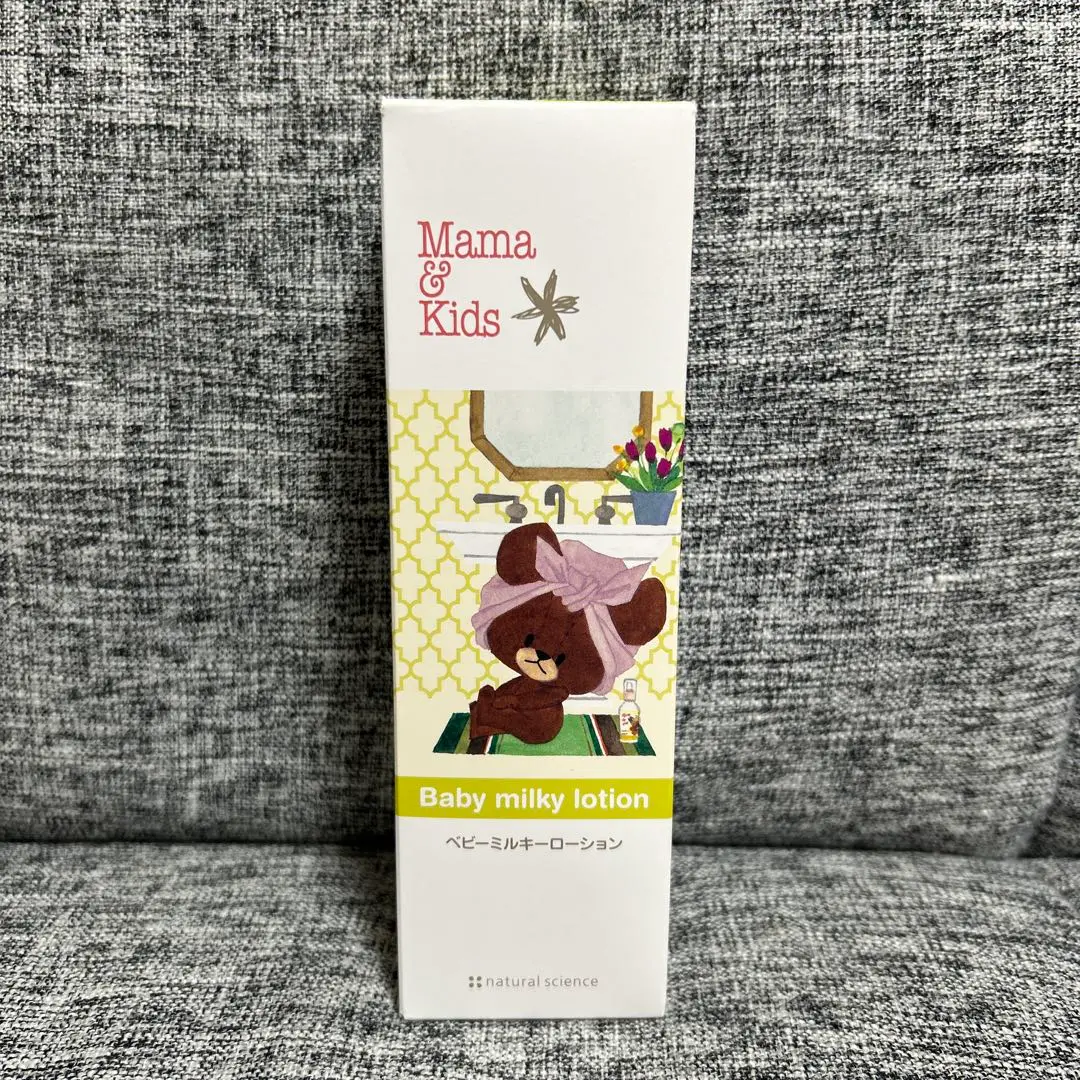 Mama
&
Kids
Baby milky lotion
ベビーミルキーローション
natural science